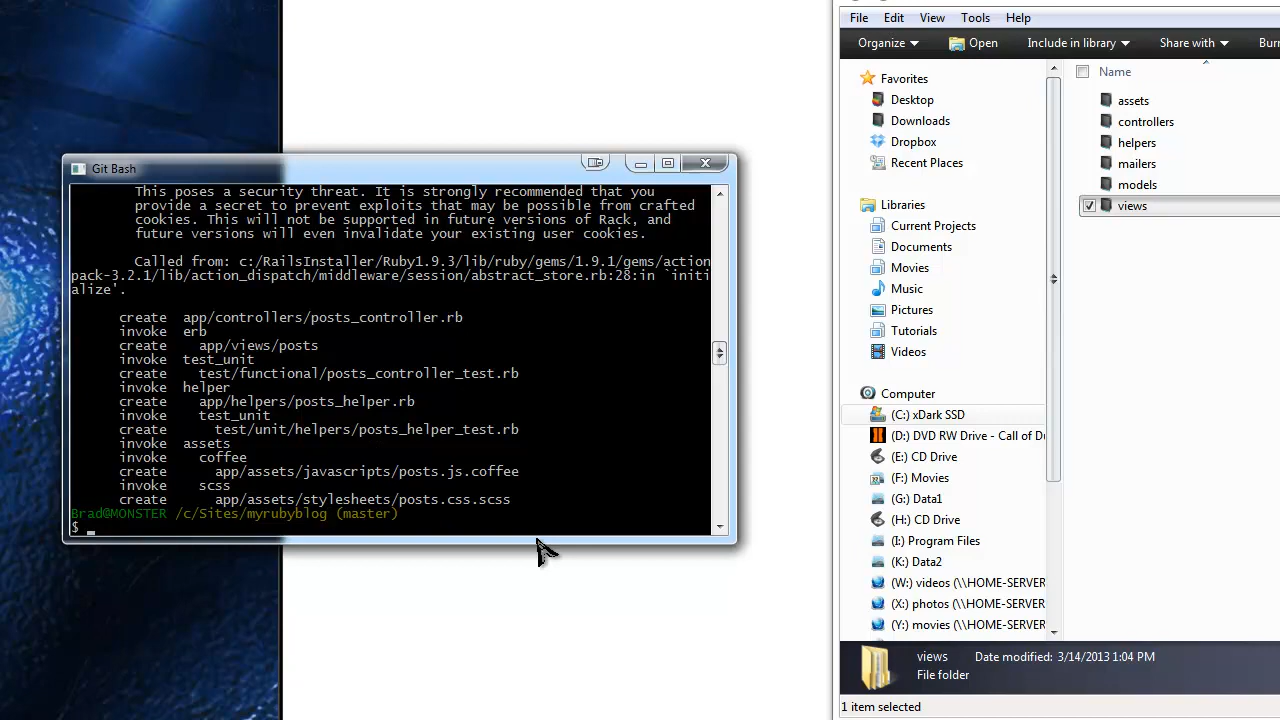 Git Bash
This poses a security threat. It is strongly recommended that you
provide a secret to prevent exploits that may be possible from crafted
cookies. This will not be supported in future versions of Rack, and
future versions will even invalidate your existing user cookies.
Called from: c:/RailsInstaller/Ruby1.9.3/lib/ruby/gems/1.9.1/gems/action
pack-3.2.1/lib/action_dispatch/middleware/session/abstract_store.rb:28:in `initi
alize'.
create app/controllers/posts_controller.rb
invoke erb
create app/views/posts
invoke test_unit
create test/functional/posts_controller_test.rb
invoke helper
create app/helpers/posts_helper.rb
invoke test_unit
create test/unit/helpers/posts_helper_test.rb
invoke assets
invoke coffee
create app/assets/javascripts/posts.js.coffee
invoke scss
create app/assets/stylesheets/posts.css.scss
Brad@MONSTER /c/Sites/myrubyblog (master)
$
File Edit View Tools Help
Organize Open Include in library Share with Burn
Favorites
Desktop
Downloads
Dropbox
Recent Places
Libraries
Current Projects
Documents
Movies
Music
Pictures
Tutorials
Videos
Computer
(C:) xDark SSD
(D:) DVD RW Drive - Call of Du
(E:) CD Drive
(F:) Movies
(G:) Data1
(H:) CD Drive
(I:) Program Files
(K:) Data2
(W:) videos (\\HOME-SERVER
(X:) photos (\\HOME-SERVER
(Y:) movies (\\HOME-SERVER
Name
assets
controllers
helpers
mailers
models
views
views Date modified: 3/14/2013 1:04 PM
File folder
1 item selected